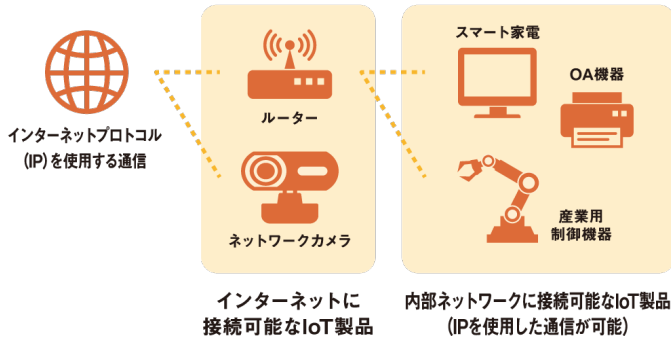 インターネットプロトコル
(IP)を使用する通信
ルーター
ネットワークカメラ
インターネットに
接続可能なIoT製品
スマート家電
OA機器
産業用
制御機器
内部ネットワークに接続可能なIoT製品
(IPを使用した通信が可能)